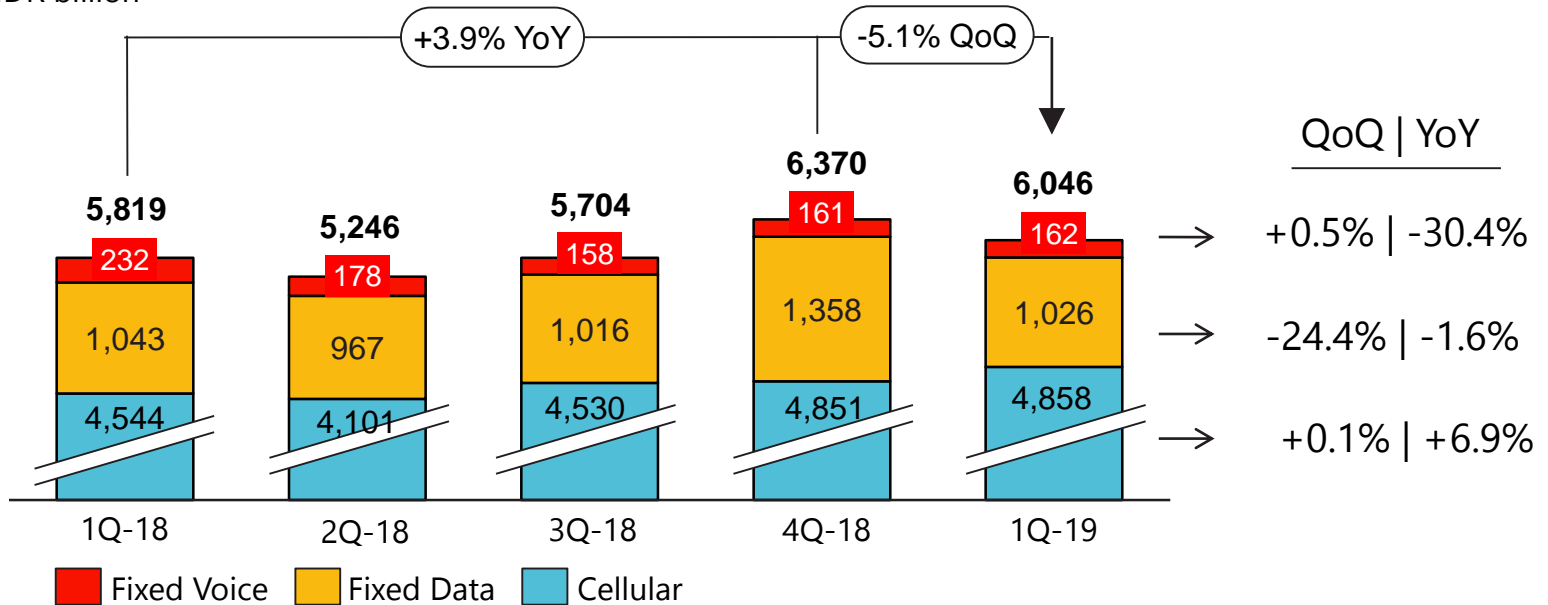 billion
+3.9% YoY
-5.1% QoQ
QoQ | YoY
5,819
5,246
5,704
6,370
6,046
232
178
158
161
162
+0.5% | -30.4%
1,043
967
1,016
1,358
1,026
-24.4% | -1.6%
4,544
4,101
4,530
4,851
4,858
+0.1% | +6.9%
1Q-18
2Q-18
3Q-18
4Q-18
1Q-19
Fixed Voice
Fixed Data
Cellular